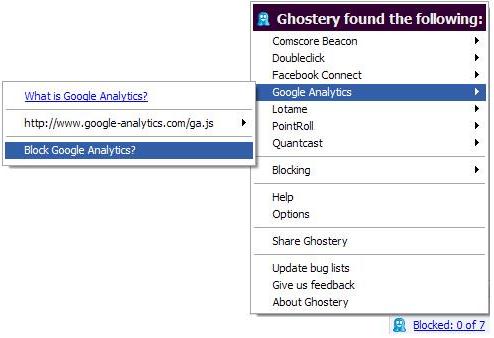 Ghostery found the following:
Comscore Beacon
Doubleclick
Facebook Connect
Google Analytics
Lotame
PointRoll
Quantcast
Blocking
Help
Options
Share Ghostery
Update bug lists
Give us feedback
About Ghostery
What is Google Analytics?
http://www.google-analytics.com/ga.js
Block Google Analytics?
Blocked: 0 of 7